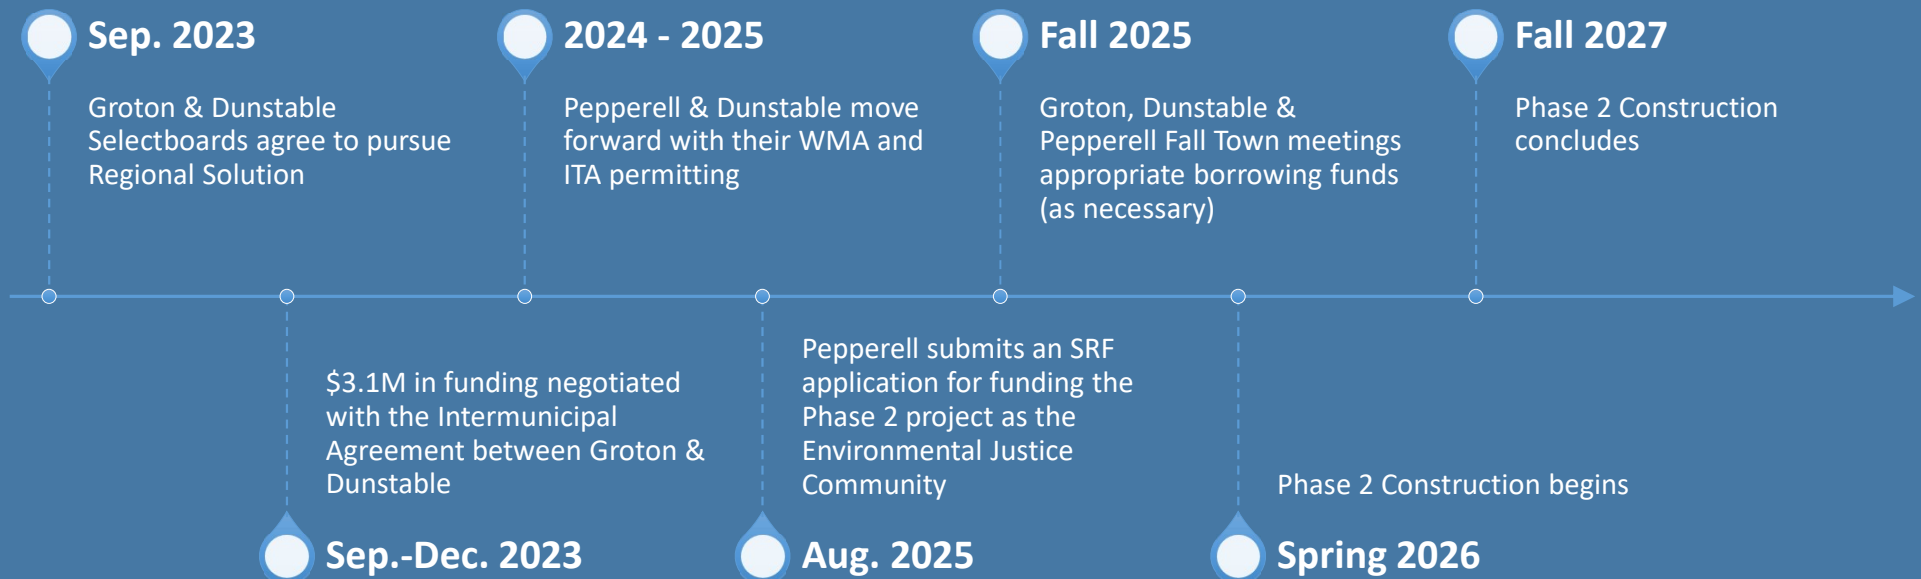 Sep. 2023
Groton & Dunstable
Selectboards agree to pursue
Regional Solution
$3.1M in funding negotiated
with the Intermunicipal
Agreement between Groton &
Dunstable
Sep.-Dec. 2023
2024 - 2025
Pepperell & Dunstable move
forward with their WMA and
ITA permitting
Pepperell submits an SRF
application for funding the
Phase 2 project as the
Environmental Justice
Community
Aug. 2025
Fall 2025
Groton, Dunstable &
Pepperell Fall Town meetings
appropriate borrowing funds
(as necessary)
Phase 2 Construction begins
Spring 2026
Fall 2027
Phase 2 Construction
concludes